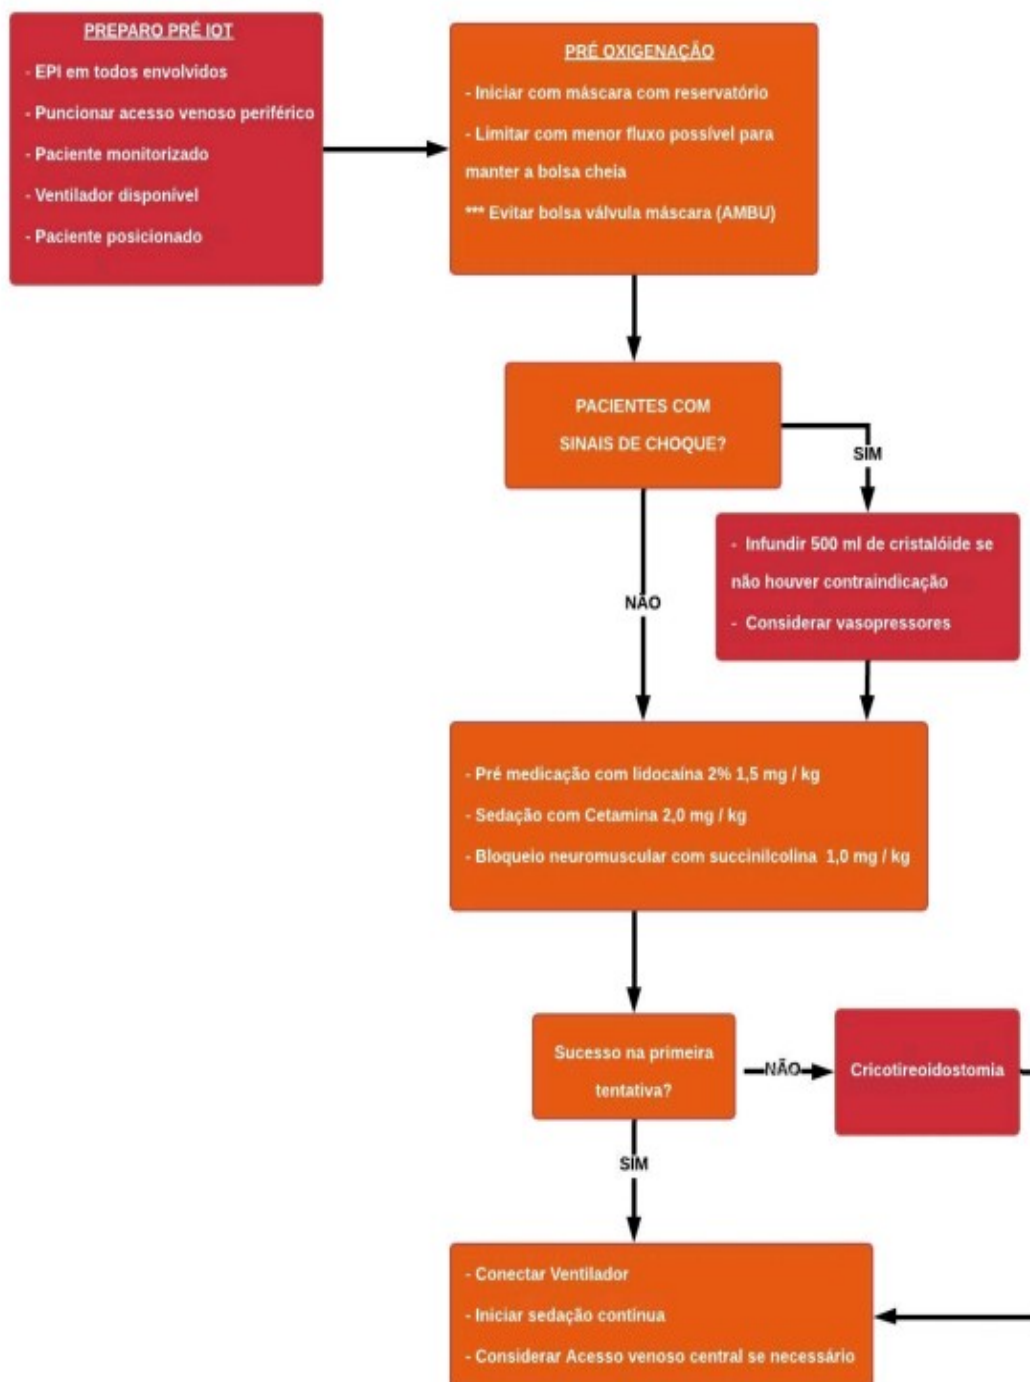 PREPARO PRÉ IOT
- EPI em todos envolvidos
- Puncionar acesso venoso periférico
- Paciente monitorizado
- Ventilador disponível
- Paciente posicionado
PRÉ OXIGENAÇÃO
- Iniciar com máscara com reservatório
- Limitar com menor fluxo possível para
manter a bolsa cheia
*** Evitar bolsa válvula máscara (AMBU)
PACIENTES COM
SINAIS DE CHOQUE?
SIM
- Infundir 500 ml de cristalóide se
não houver contraindicação
- Considerar vasopressores
NÃO
- Pré medicação com lidocaína 2% 1,5 mg / kg
- Sedação com Cetamina 2,0 mg / kg
- Bloqueio neuromuscular com succinilcolina 1,0 mg / kg
Sucesso na primeira
tentativa?
NÃO
Cricotireoidostomia
SIM
- Conectar Ventilador
- Iniciar sedação contínua
- Considerar Acesso venoso central se necessário